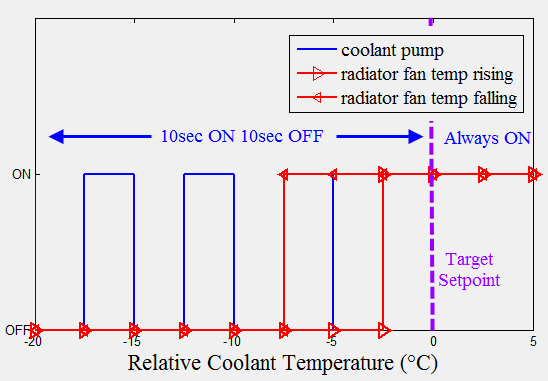 coolant pump
radiator fan temp rising
radiator fan temp falling
10sec ON 10sec OFF
Always ON
ON
Target
Setpoint
OFF
-20 -15 -10 -5 0 5
Relative Coolant Temperature (°C)